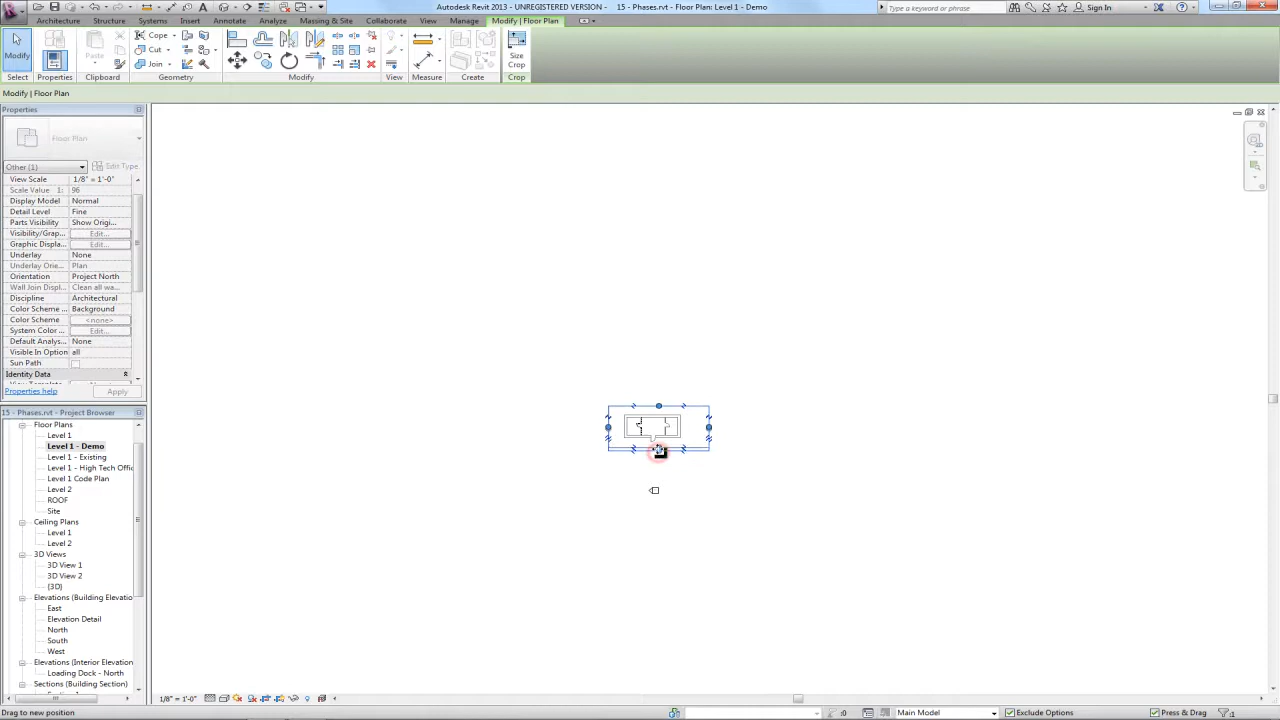 Autodesk Revit 2013 - UNREGISTERED VERSION - 15 - Phases.rvt - Floor Plan: Level 1 - Demo
Type a keyword or phrase
Sign In
Architecture Structure Systems Insert Annotate Analyze Massing & Site Collaborate View Manage Modify | Floor Plan
Modify
Paste
Cope
Cut
Join
Size
Crop
Select Properties Clipboard Geometry Modify View Measure Create Crop
Modify | Floor Plan
Properties
Floor Plan
Other (1) Edit Type
View Scale 1/8" = 1'-0"
Scale Value 1: 96
Display Model Normal
Detail Level Fine
Parts Visibility Show Origi...
Visibility/Grap... Edit...
Graphic Displa... Edit...
Underlay None
Underlay Orie... Plan
Orientation Project North
Wall Join Displ... Clean all wa...
Discipline Architectural
Color Scheme ... Background
Color Scheme <none>
System Color ... Edit...
Default Analys... None
Visible In Option all
Sun Path
Identity Data
Properties help Apply
15 - Phases.rvt - Project Browser
Floor Plans
Level 1
Level 1 - Demo
Level 1 - Existing
Level 1 - High Tech Offic
Level 1 Code Plan
Level 2
ROOF
Site
Ceiling Plans
Level 1
Level 2
3D Views
3D View 1
3D View 2
{3D}
Elevations (Building Elevatio
East
Elevation Detail
North
South
West
Elevations (Interior Elevation
Loading Dock - North
Sections (Building Section)
1/8" = 1'-0"
Drag to new position
:0
Main Model
Exclude Options
Press & Drag
:1